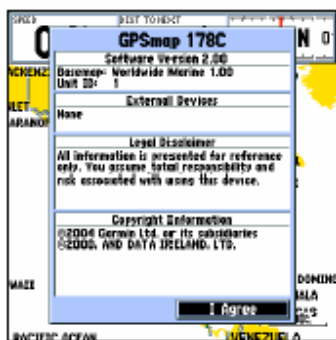 SPEED
DIST TO NEXT
N
GPSmap 178C
Software Version 2.00
Basemap: Worldwide Marine 1.00
Unit ID: 1
External Devices
None
Legal Disclaimer
All information is presented for reference
only. You assume total responsibility and
risk associated with using this device.
Copyright Information
©2004 Garmin Ltd. or its subsidiaries
©2000, AND DATA IRELAND, LTD.
I Agree
PACIFIC OCEAN
VENEZUELA